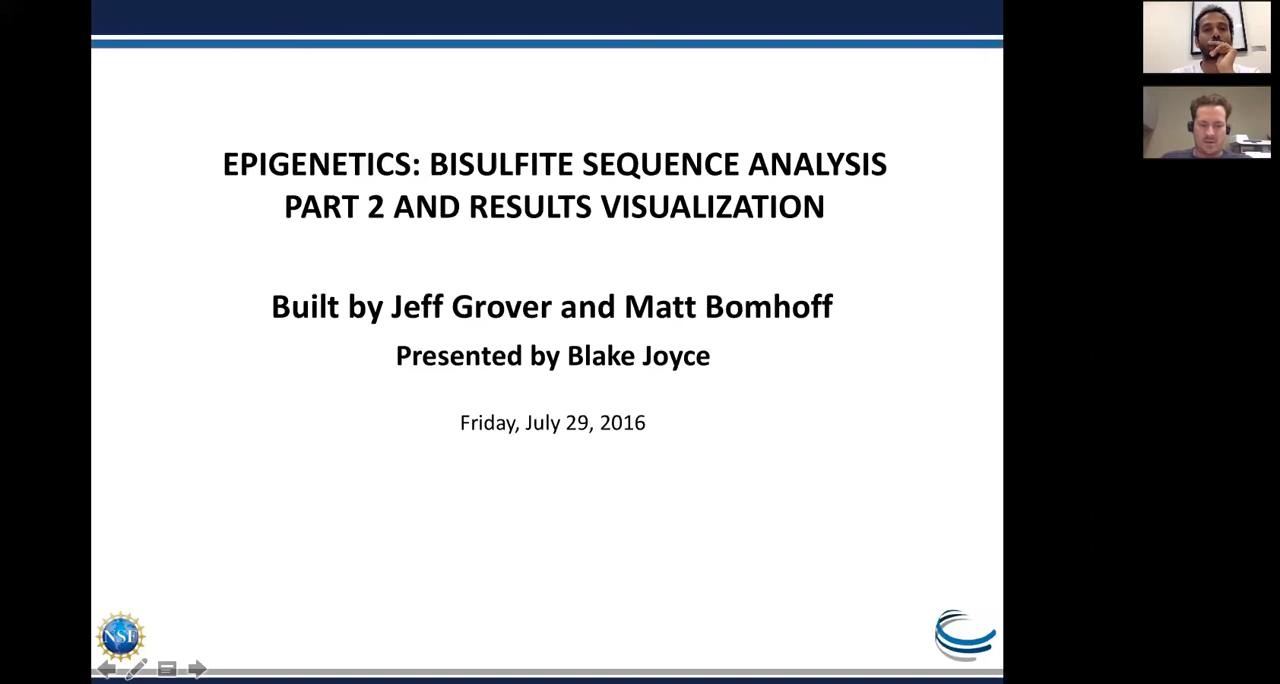 EPIGENETICS: BISULFITE SEQUENCE ANALYSIS
PART 2 AND RESULTS VISUALIZATION
Built by Jeff Grover and Matt Bomhoff
Presented by Blake Joyce
Friday, July 29, 2016
NSF